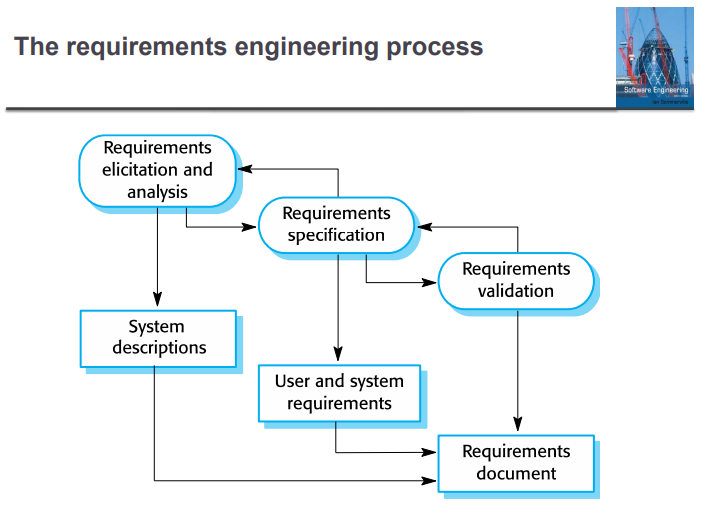 The requirements engineering process
Software Engineering
Ian Sommerville
Requirements
elicitation and
analysis
Requirements
specification
Requirements
validation
System
descriptions
User and system
requirements
Requirements
document